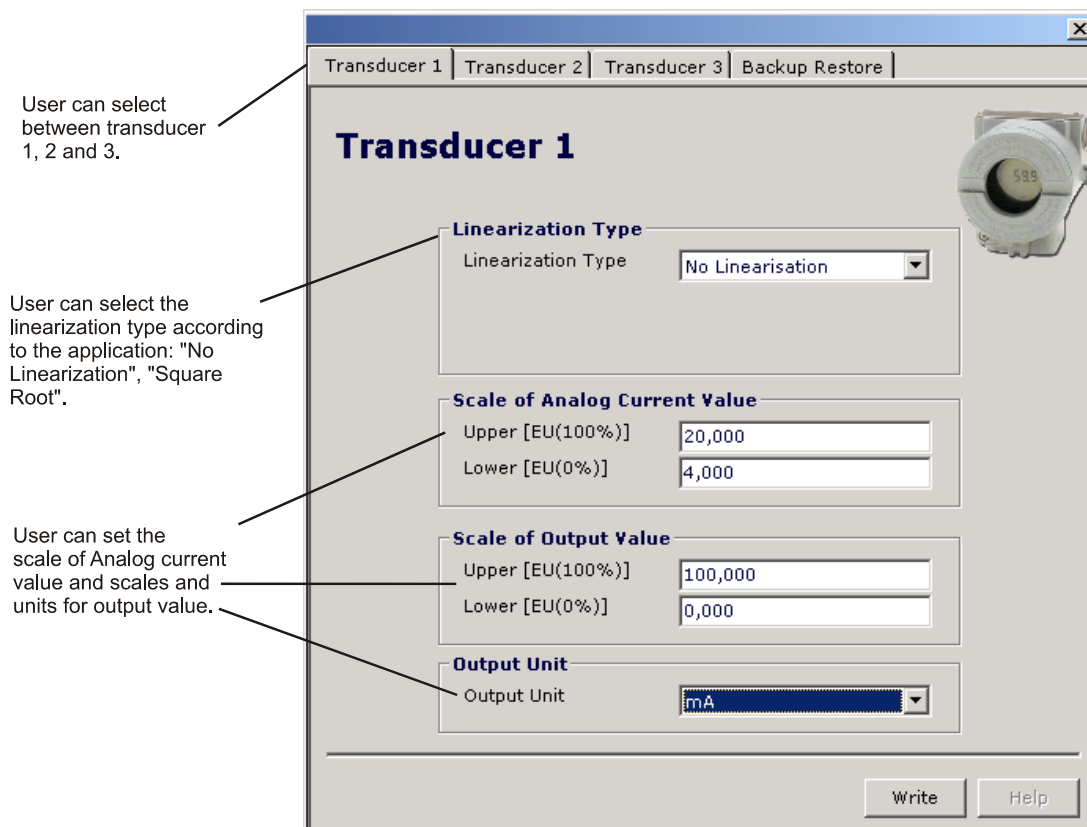 Transducer 1
Transducer 2
Transducer 3
Backup Restore
User can select
between transducer
1, 2 and 3.
Transducer 1
59.9
Linearization Type
Linearization Type
No Linearisation
User can select the
linearization type according
to the application: "No
Linearization", "Square
Root".
Scale of Analog Current Value
Upper [EU(100%)]
20,000
Lower [EU(0%)]
4,000
User can set the
scale of Analog current
value and scales and
units for output value.
Scale of Output Value
Upper [EU(100%)]
100,000
Lower [EU(0%)]
0,000
Output Unit
Output Unit
mA
Write
Help